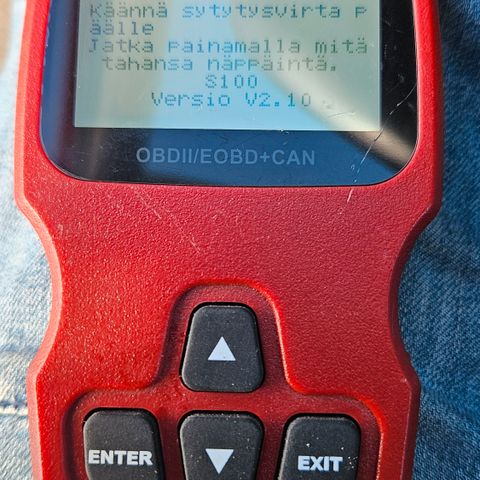 Käännä sytytysvirta p
äälle
Jatka painamalla mitä
tahansa näppäintä.
S100
Versio V2.10
OBDII/EOBD+CAN
ENTER
EXIT